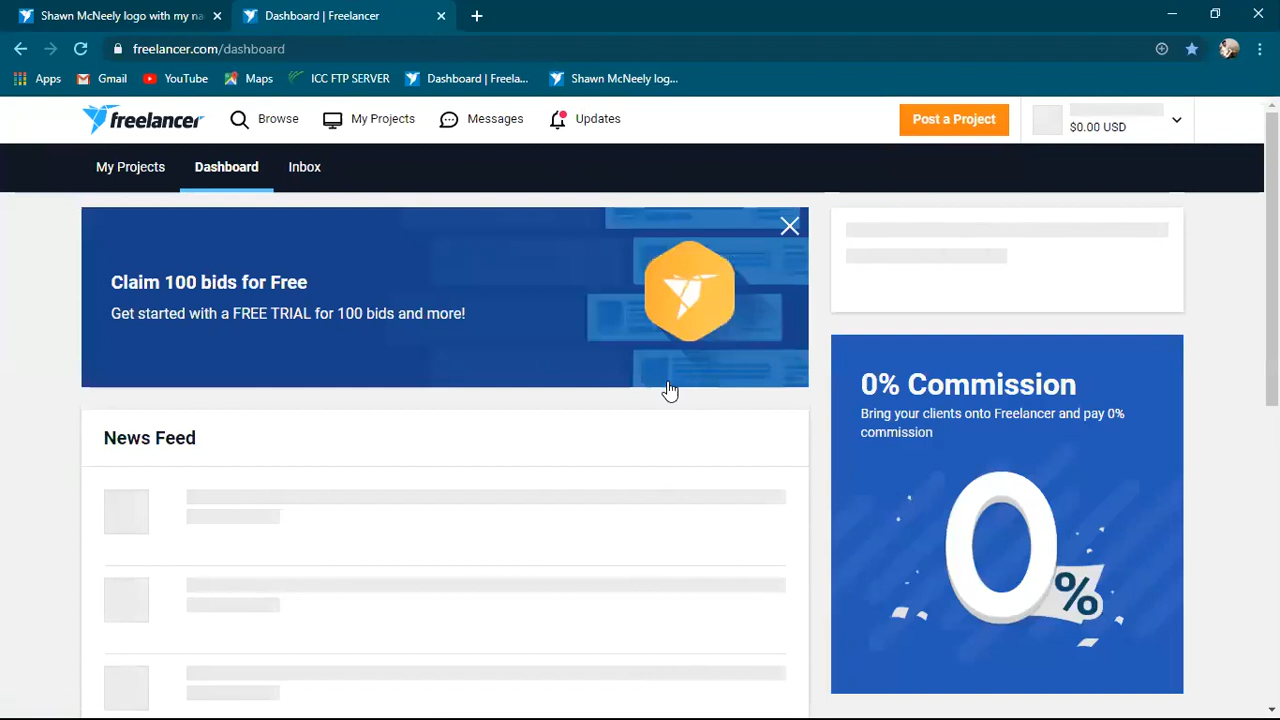 Shawn McNeely logo with my na
Dashboard | Freelancer
freelancer.com/dashboard
Apps
Gmail
YouTube
Maps
ICC FTP SERVER
Dashboard | Freela...
Shawn McNeely log...
freelancer
Browse
My Projects
Messages
Updates
Post a Project
$0.00 USD
My Projects
Dashboard
Inbox
Claim 100 bids for Free
Get started with a FREE TRIAL for 100 bids and more!
News Feed
0% Commission
Bring your clients onto Freelancer and pay 0%
commission
0
%